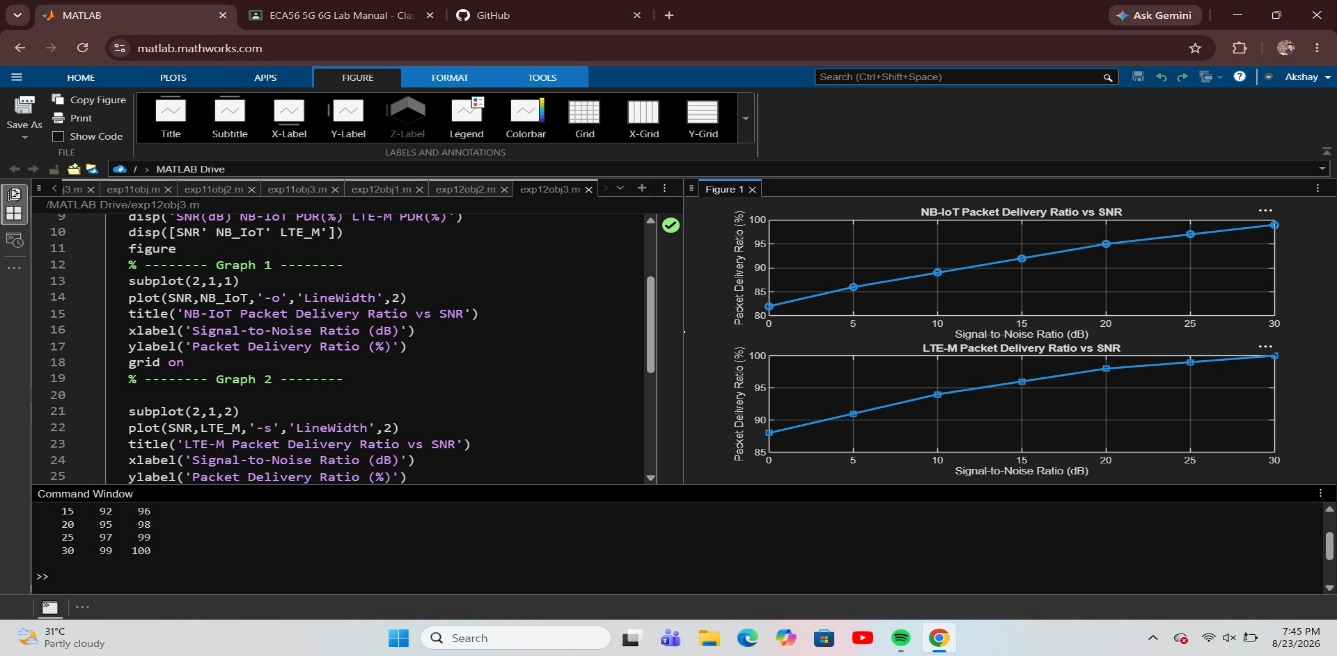 MATLAB
ECA56 5G 6G Lab Manual - Cla
GitHub
Ask Gemini
matlab.mathworks.com
HOME PLOTS APPS FIGURE FORMAT TOOLS
Search (Ctrl+Shift+Space)
Akshay
Save As
Copy Figure
Print
Show Code
FILE
Title Subtitle X-Label Y-Label Z-Label Legend Colorbar Grid X-Grid Y-Grid
LABELS AND ANNOTATIONS
/ > MATLAB Drive
j3.m exp11obj.m exp11obj2.m exp11obj3.m exp12obj1.m exp12obj2.m exp12obj3.m
/MATLAB Drive/exp12obj3.m
9 disp('SNR(dB) NB-IoT PDR(%) LTE-M PDR(%)')
10 disp([SNR' NB_IoT' LTE_M'])
11 figure
12 % -------- Graph 1 --------
13 subplot(2,1,1)
14 plot(SNR,NB_IoT,'-o','LineWidth',2)
15 title('NB-IoT Packet Delivery Ratio vs SNR')
16 xlabel('Signal-to-Noise Ratio (dB)')
17 ylabel('Packet Delivery Ratio (%)')
18 grid on
19 % -------- Graph 2 --------
20
21 subplot(2,1,2)
22 plot(SNR,LTE_M,'-s','LineWidth',2)
23 title('LTE-M Packet Delivery Ratio vs SNR')
24 xlabel('Signal-to-Noise Ratio (dB)')
25 ylabel('Packet Delivery Ratio (%)')
Figure 1
NB-IoT Packet Delivery Ratio vs SNR
Packet Delivery Ratio (%)
100
95
90
85
80
0 5 10 15 20 25 30
Signal-to-Noise Ratio (dB)
LTE-M Packet Delivery Ratio vs SNR
Packet Delivery Ratio (%)
100
95
90
85
0 5 10 15 20 25 30
Signal-to-Noise Ratio (dB)
Command Window
15 92 96
20 95 98
25 97 99
30 99 100
>>
31°C
Partly cloudy
Search
7:45 PM
8/23/2026